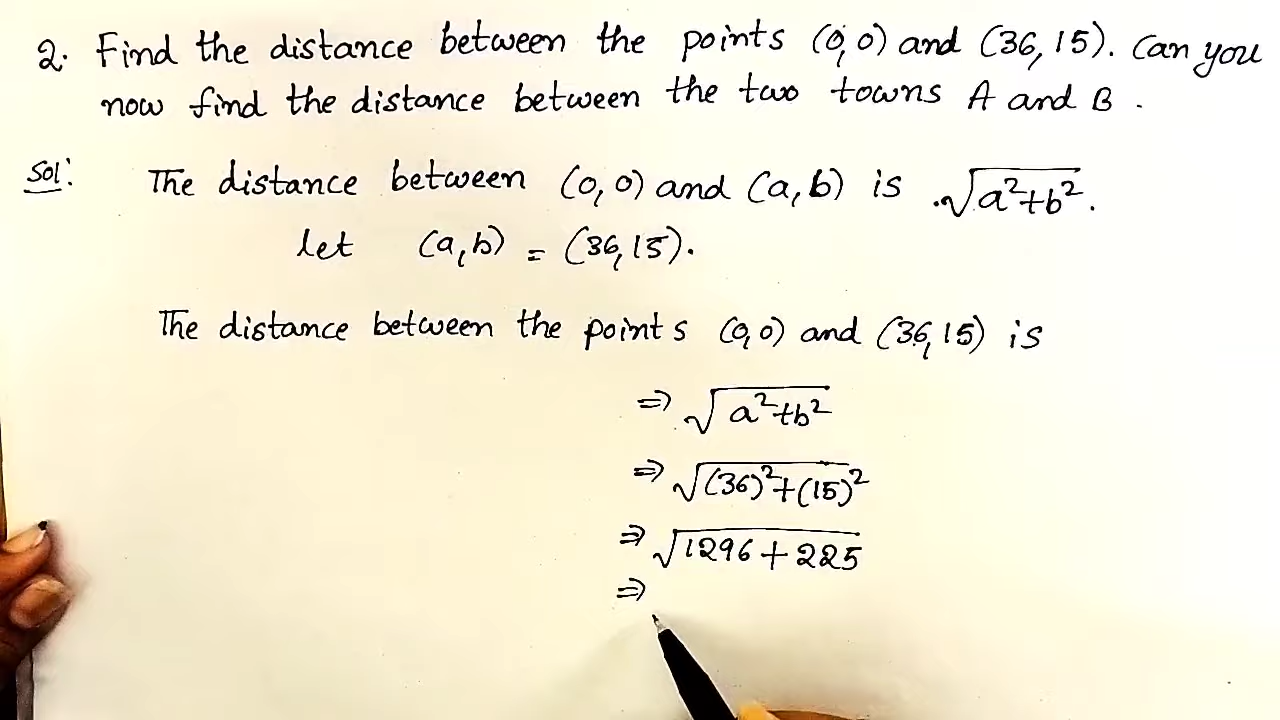 2. Find the distance between the points (0,0) and (36,15). Can you
now find the distance between the two towns A and B.
Sol: The distance between (0,0) and (a,b) is .√a²+b².
let (a,b) = (36,15).
The distance between the points (0,0) and (36,15) is
⇒ √a²+b²
⇒ √(36)²+(15)²
⇒ √1296+225
⇒